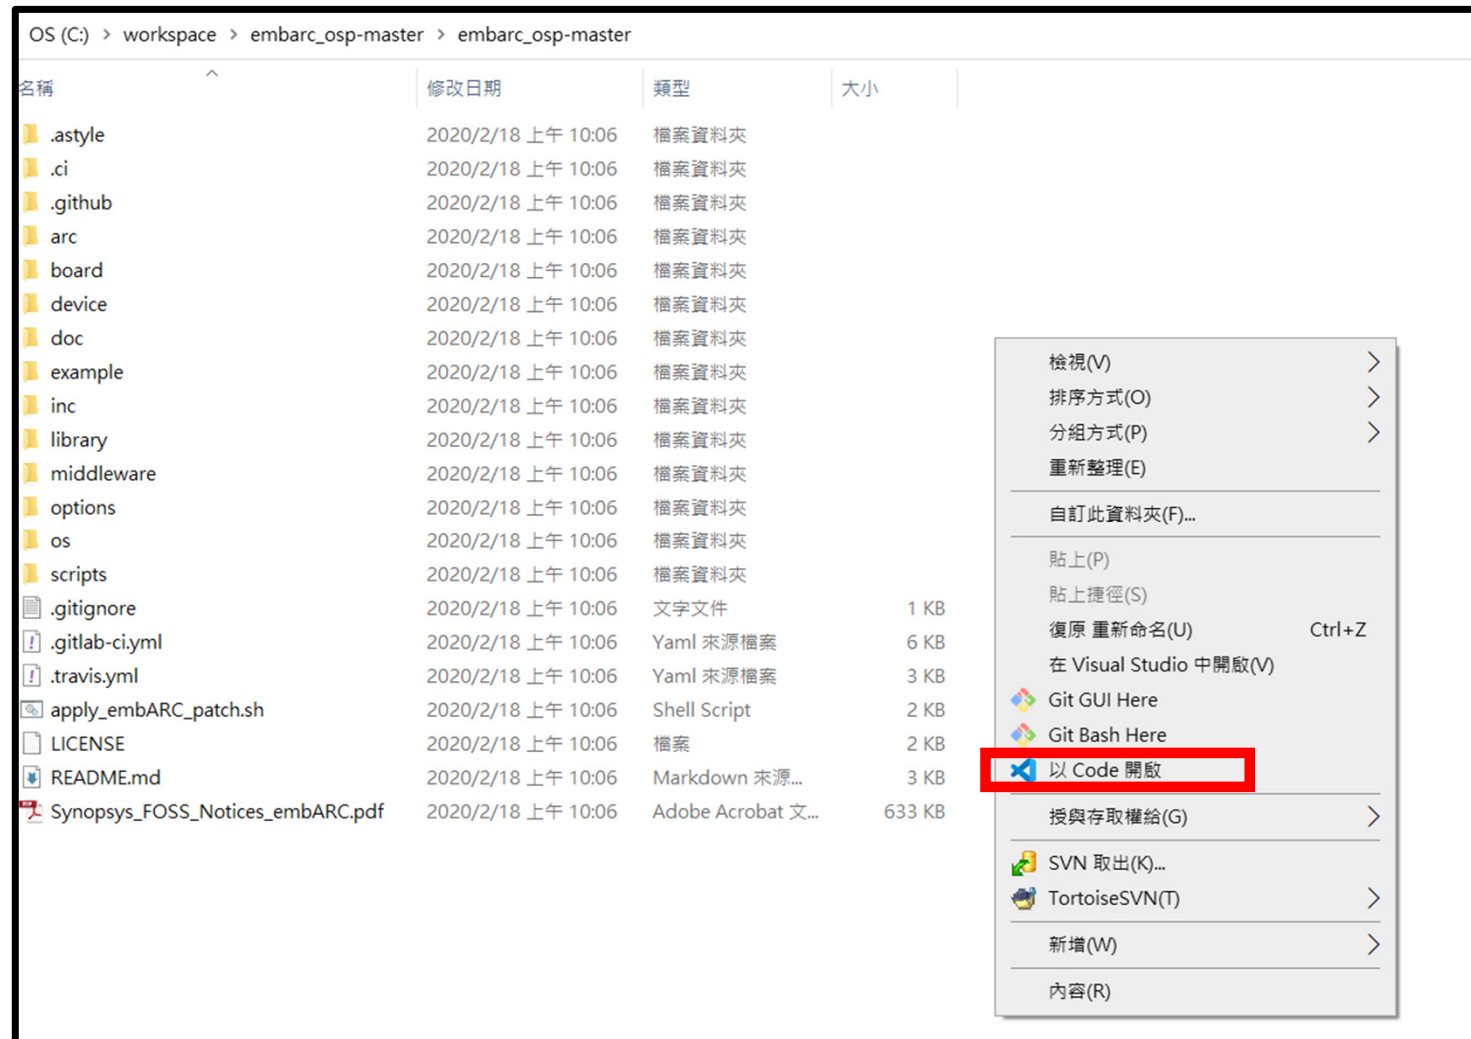 OS (C:) > workspace > embarc_osp-master > embarc_osp-master
名稱 修改日期 類型 大小
.astyle 2020/2/18 上午 10:06 檔案資料夾
.ci 2020/2/18 上午 10:06 檔案資料夾
.github 2020/2/18 上午 10:06 檔案資料夾
arc 2020/2/18 上午 10:06 檔案資料夾
board 2020/2/18 上午 10:06 檔案資料夾
device 2020/2/18 上午 10:06 檔案資料夾
doc 2020/2/18 上午 10:06 檔案資料夾
example 2020/2/18 上午 10:06 檔案資料夾
inc 2020/2/18 上午 10:06 檔案資料夾
library 2020/2/18 上午 10:06 檔案資料夾
middleware 2020/2/18 上午 10:06 檔案資料夾
options 2020/2/18 上午 10:06 檔案資料夾
os 2020/2/18 上午 10:06 檔案資料夾
scripts 2020/2/18 上午 10:06 檔案資料夾
.gitignore 2020/2/18 上午 10:06 文字文件 1 KB
.gitlab-ci.yml 2020/2/18 上午 10:06 Yaml 來源檔案 6 KB
.travis.yml 2020/2/18 上午 10:06 Yaml 來源檔案 3 KB
apply_embARC_patch.sh 2020/2/18 上午 10:06 Shell Script 2 KB
LICENSE 2020/2/18 上午 10:06 檔案 2 KB
README.md 2020/2/18 上午 10:06 Markdown 來源... 3 KB
Synopsys_FOSS_Notices_embARC.pdf 2020/2/18 上午 10:06 Adobe Acrobat 文... 633 KB
檢視(V)
排序方式(O)
分組方式(P)
重新整理(E)
自訂此資料夾(F)...
貼上(P)
貼上捷徑(S)
復原 重新命名(U) Ctrl+Z
在 Visual Studio 中開啟(V)
Git GUI Here
Git Bash Here
以 Code 開啟
授與存取權給(G)
SVN 取出(K)...
TortoiseSVN(T)
新增(W)
內容(R)